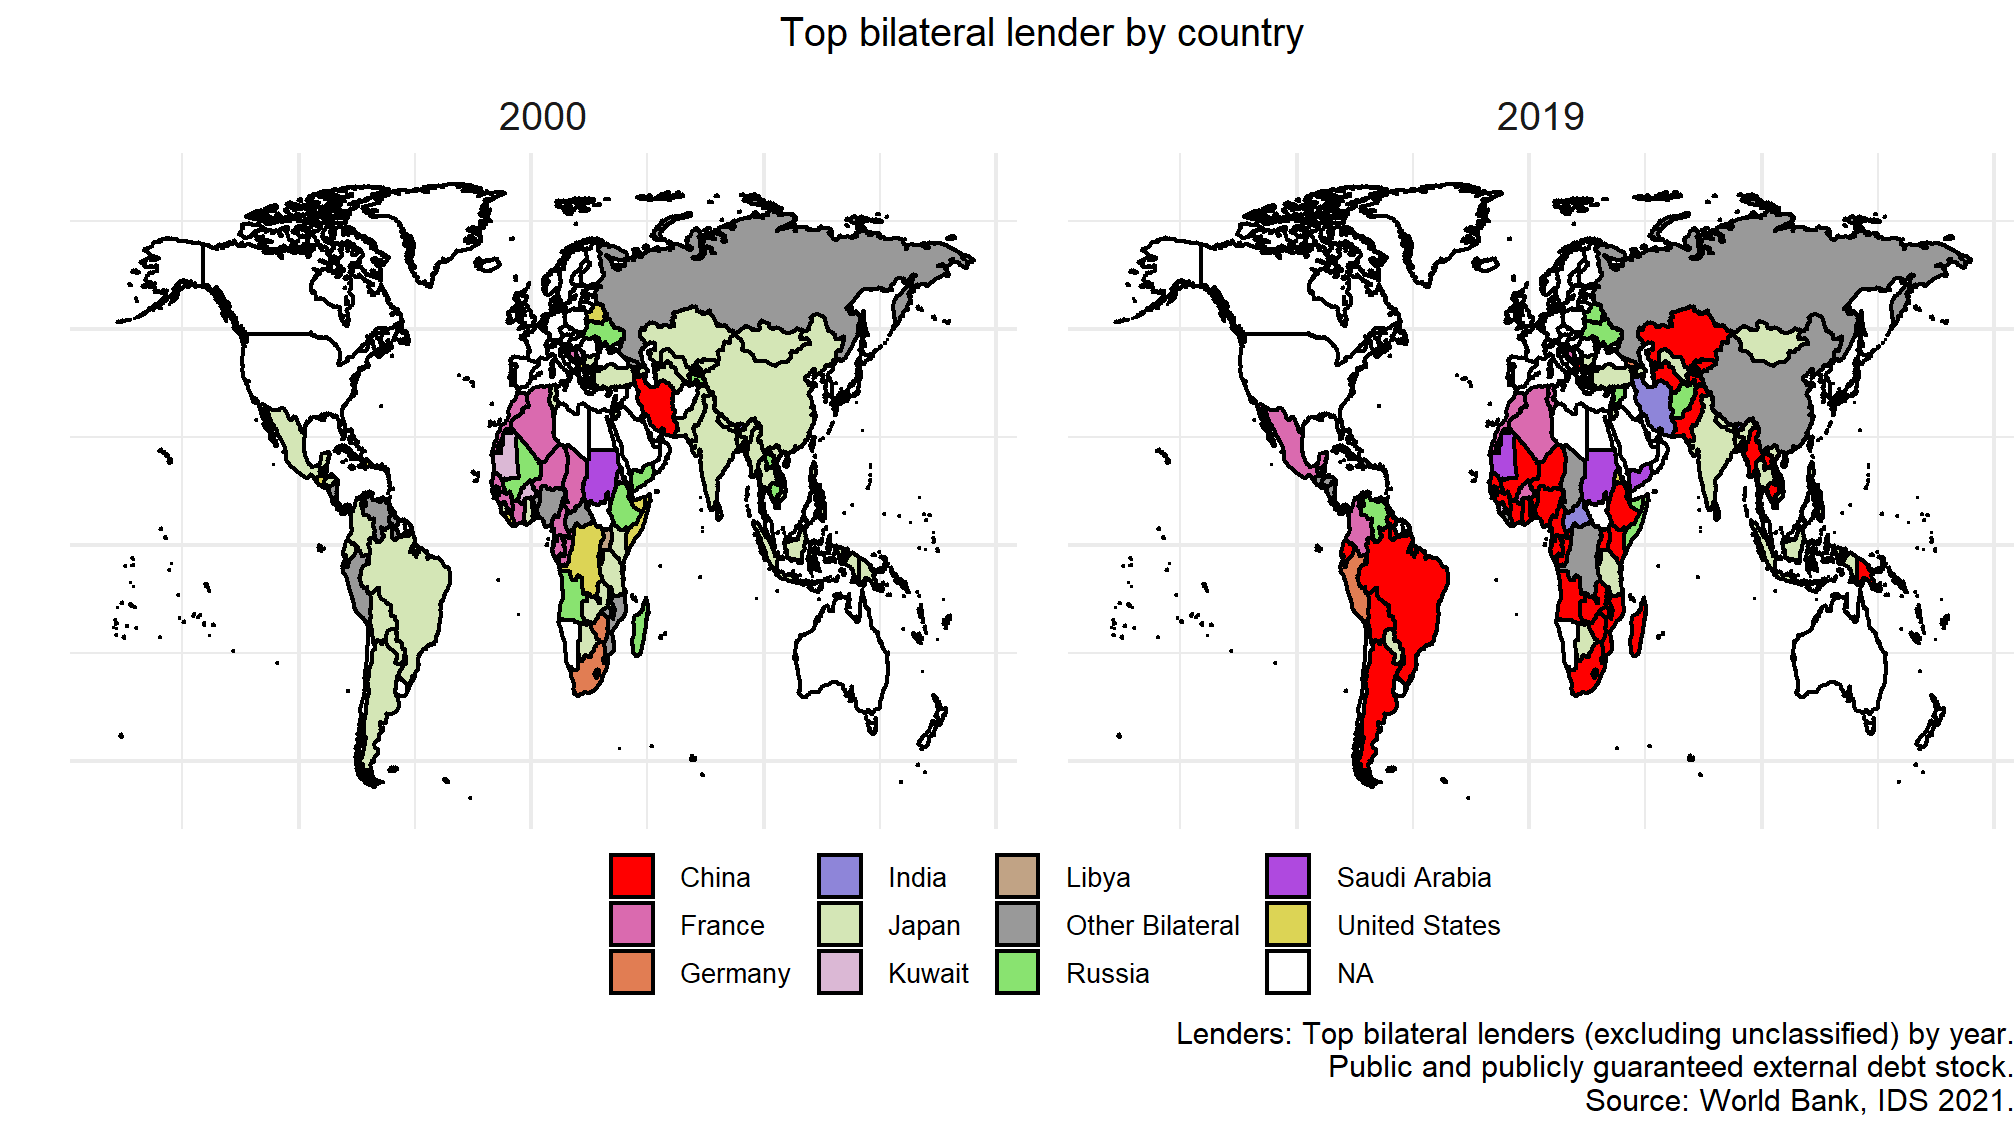 Top bilateral lender by country
2000
2019
China
India
Libya
Saudi Arabia
France
Japan
Other Bilateral
United States
Germany
Kuwait
Russia
NA
Lenders: Top bilateral lenders (excluding unclassified) by year.
Public and publicly guaranteed external debt stock.
Source: World Bank, IDS 2021.